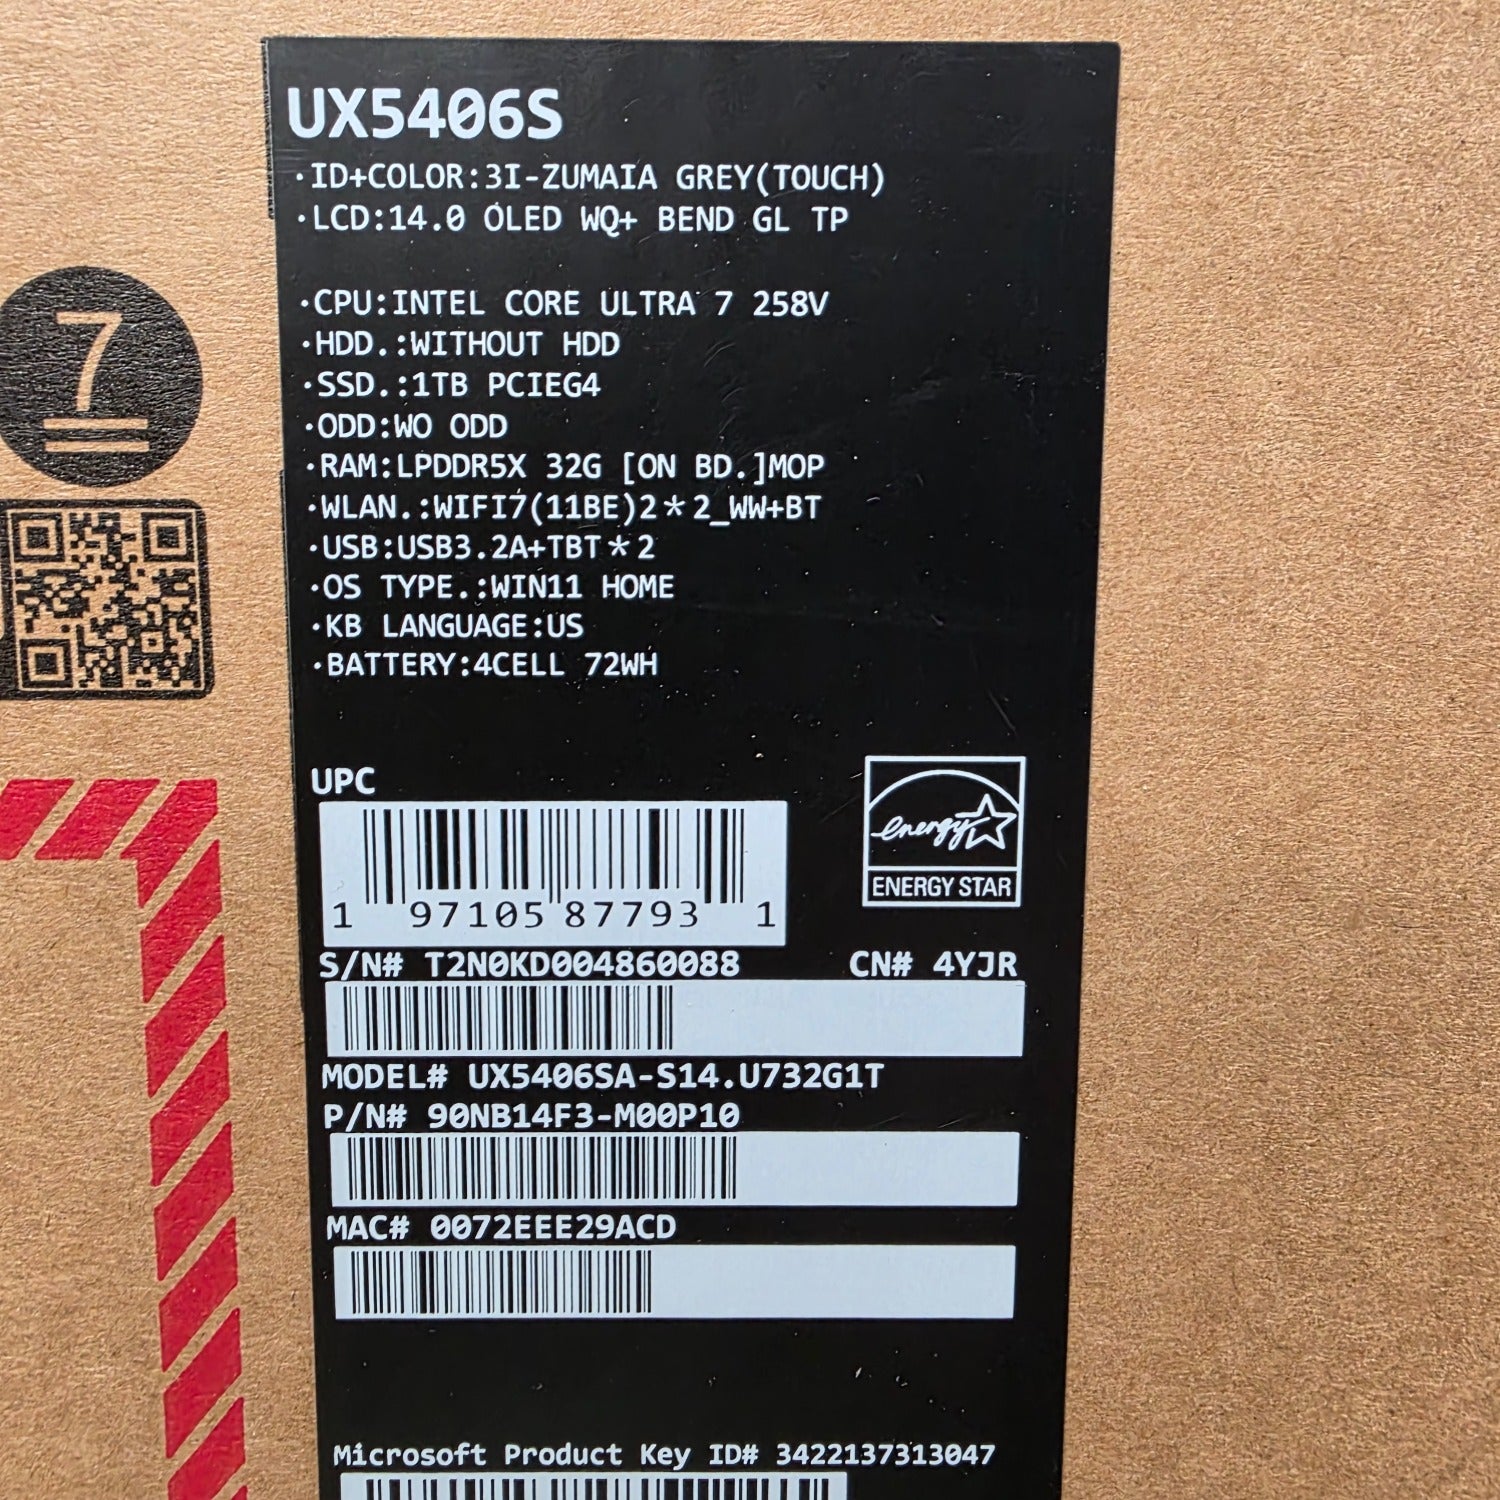 UX5406S
·ID+COLOR:3I-ZUMAIA GREY(TOUCH)
·LCD:14.0 OLED WQ+ BEND GL TP
·CPU:INTEL CORE ULTRA 7 258V
·HDD.:WITHOUT HDD
·SSD.:1TB PCIEG4
·ODD:WO ODD
·RAM:LPDDR5X 32G [ON BD.]MOP
·WLAN.:WIFI7(11BE)2*2_WW+BT
·USB:USB3.2A+TBT*2
·OS TYPE.:WIN11 HOME
·KB LANGUAGE:US
·BATTERY:4CELL 72WH
7
UPC
1 97105 87793 1
energy
ENERGY STAR
S/N# T2N0KD004860088 CN# 4YJR
MODEL# UX5406SA-S14.U732G1T
P/N# 90NB14F3-M00P10
MAC# 0072EEE29ACD
Microsoft Product Key ID# 3422137313047